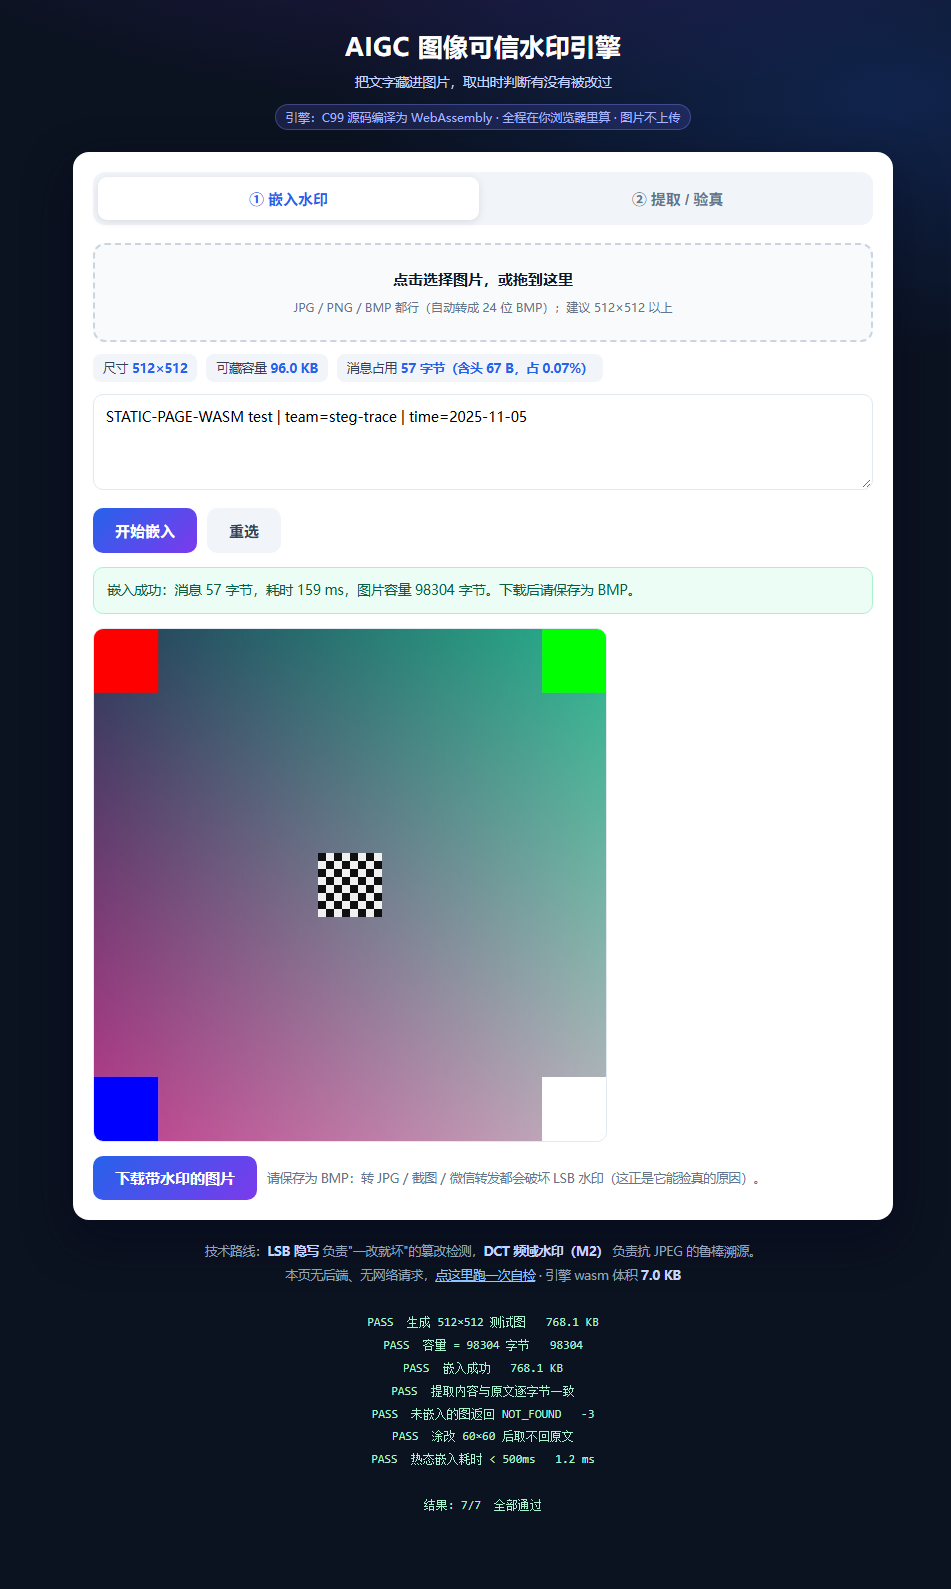 AIGC 图像可信水印引擎
把文字藏进图片，取出时判断有没有被改过
引擎：C99 源码编译为 WebAssembly · 全程在你浏览器里算 · 图片不上传
① 嵌入水印
② 提取 / 验真
点击选择图片，或拖到这里
JPG / PNG / BMP 都行（自动转成 24 位 BMP）；建议 512×512 以上
尺寸 512×512
可藏容量 96.0 KB
消息占用 57 字节（含头 67 B，占 0.07%）
STATIC-PAGE-WASM test | team=steg-trace | time=2025-11-05
开始嵌入
重选
嵌入成功：消息 57 字节，耗时 159 ms，图片容量 98304 字节。下载后请保存为 BMP。
下载带水印的图片
请保存为 BMP：转 JPG / 截图 / 微信转发都会破坏 LSB 水印（这正是它能验真的原因）。
技术路线：LSB 隐写 负责"一改就坏"的篡改检测，DCT 频域水印（M2） 负责抗 JPEG 的鲁棒溯源。
本页无后端、无网络请求，点这里跑一次自检 · 引擎 wasm 体积 7.0 KB
PASS 生成 512×512 测试图 768.1 KB
PASS 容量 = 98304 字节 98304
PASS 嵌入成功 768.1 KB
PASS 提取内容与原文逐字节一致
PASS 未嵌入的图返回 NOT_FOUND -3
PASS 涂改 60×60 后取不回原文
PASS 热态嵌入耗时 < 500ms 1.2 ms
结果: 7/7 全部通过